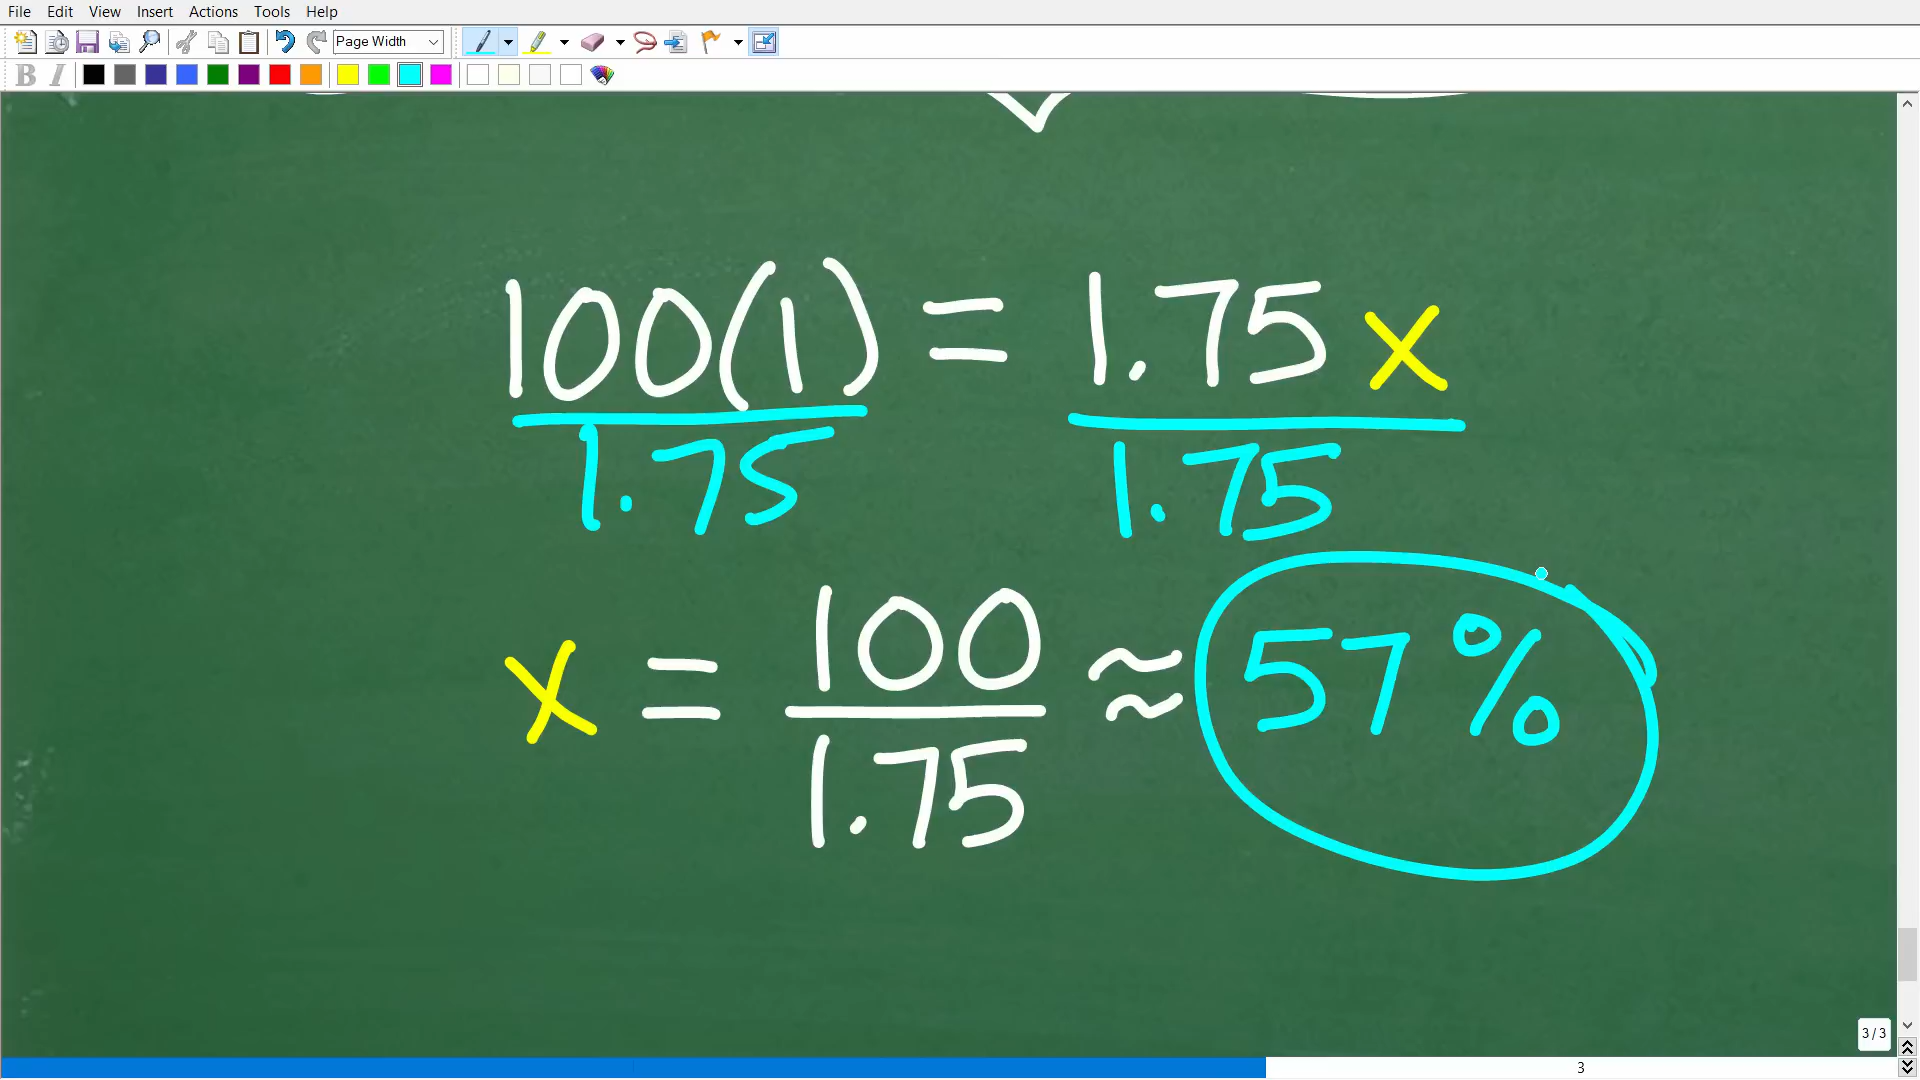 File Edit View Insert Actions Tools Help
Page Width
B I
100(1) = 1.75x
1.75 1.75
x = 100/1.75 ≈ 57%
3/3
3